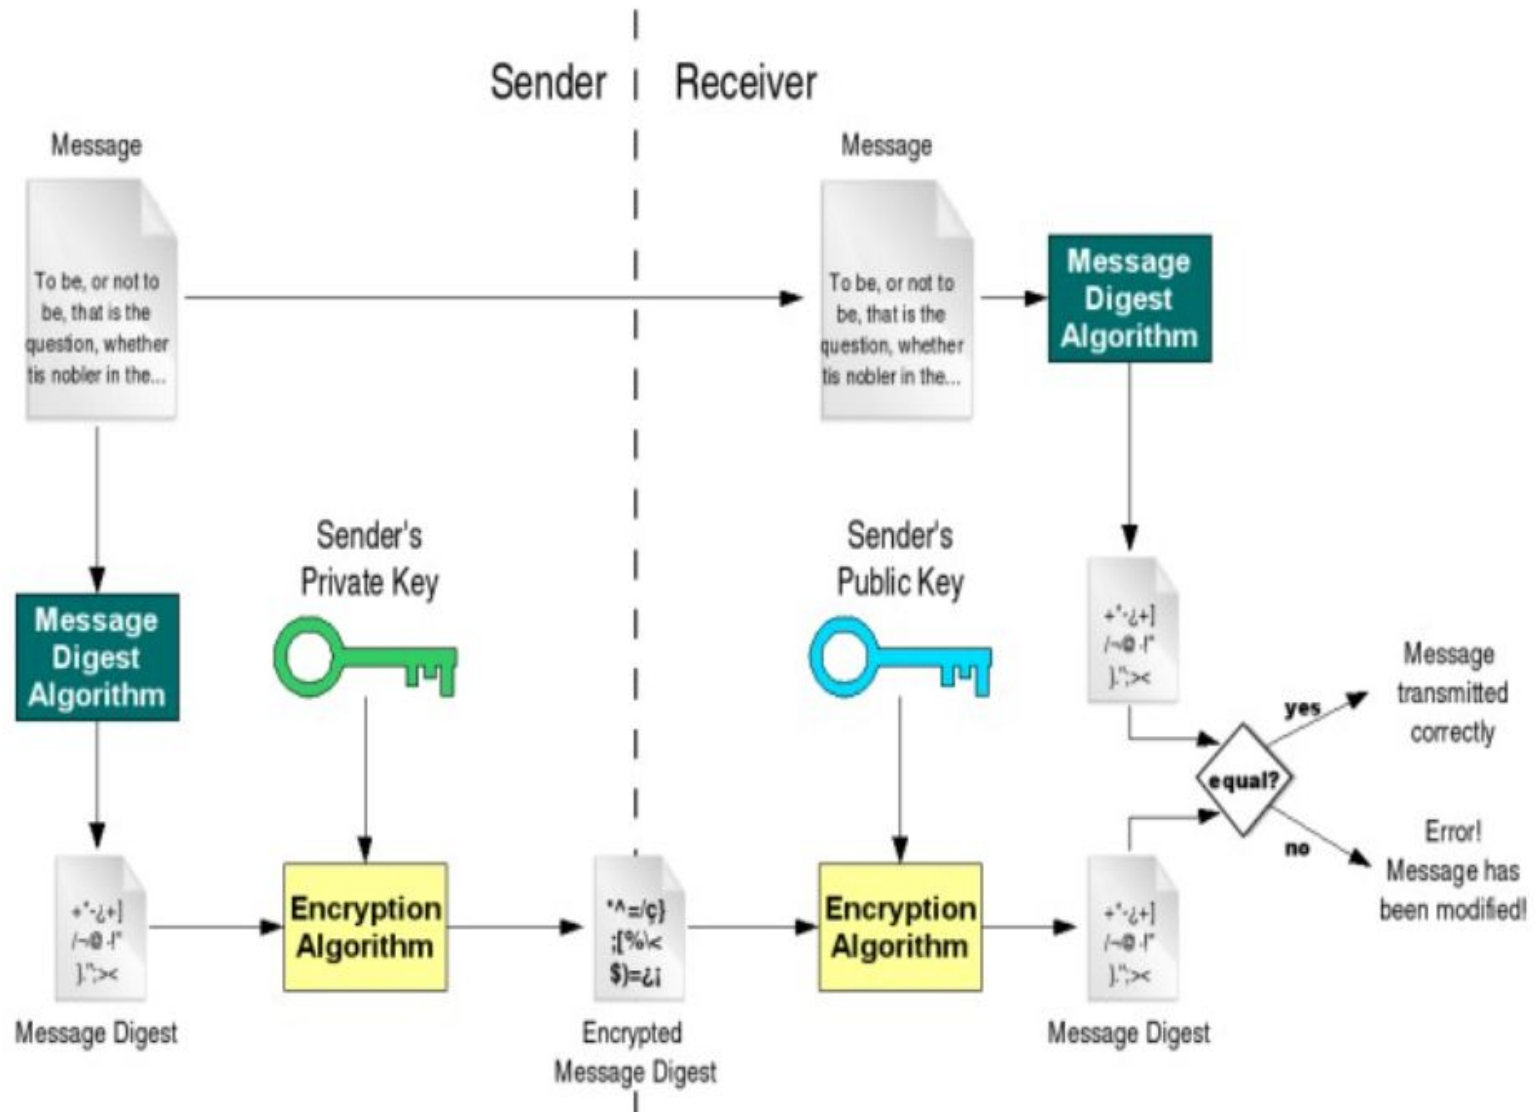 Sender
Receiver
Message
To be, or not to
be, that is the
question, whether
tis nobler in the...
Message
To be, or not to
be, that is the
question, whether
tis nobler in the...
Message
Digest
Algorithm
Sender's
Private Key
Sender's
Public Key
Message
Digest
Algorithm
+*-¿+]
/¬@
}.";><
yes
Message
transmitted
correctly
equal?
no
Error!
Message has
been modified!
+*-¿+]
/¬@
}.";><
Encryption
Algorithm
*^=/ç}
;[%\<
$)=¿¡
Encryption
Algorithm
+*-¿+]
/¬@
}.";><
Message Digest
Encrypted
Message Digest
Message Digest